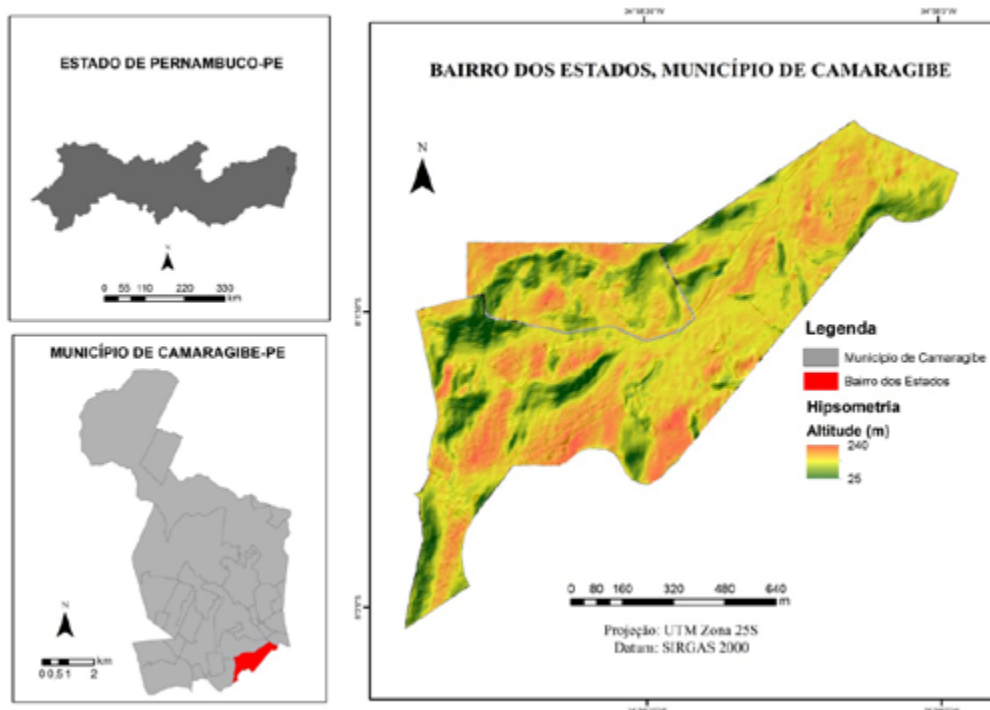 ESTADO DE PERNAMBUCO-PE
N
0 55 110 220 330
km
MUNICÍPIO DE CAMARAGIBE-PE
N
km
0 0,5 1 2
BAIRRO DOS ESTADOS, MUNICÍPIO DE CAMARAGIBE
N
Legenda
Município de Camaragibe
Bairro dos Estados
Hipsometria
Altitude (m)
240
25
0 80 160 320 480 640
m
Projeção: UTM Zona 25S
Datum: SIRGAS 2000